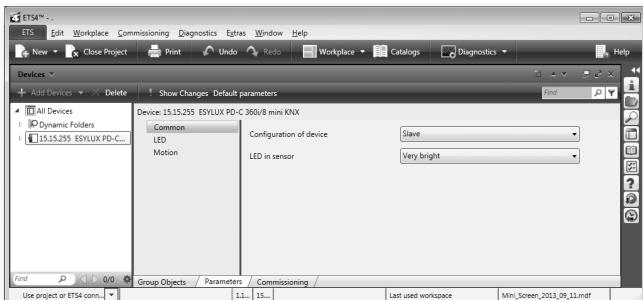 ETS4™ - .
ETS Edit Workplace Commissioning Diagnostics Extras Window Help
New Close Project Print Undo Redo Workplace Catalogs Diagnostics Help
Devices
Add Devices Delete ! Show Changes Default parameters Find
All Devices
Dynamic Folders
15.15.255 ESYLUX PD-C...
Device: 15.15.255 ESYLUX PD-C 360i/8 mini KNX
Common
LED
Motion
Configuration of device Slave
LED in sensor Very bright
Find 0/0
Group Objects Parameters Commissioning
Use project or ETS4 conn... 1.1... 15... Last used workspace Mini_Screen_2013_09_11.mdf